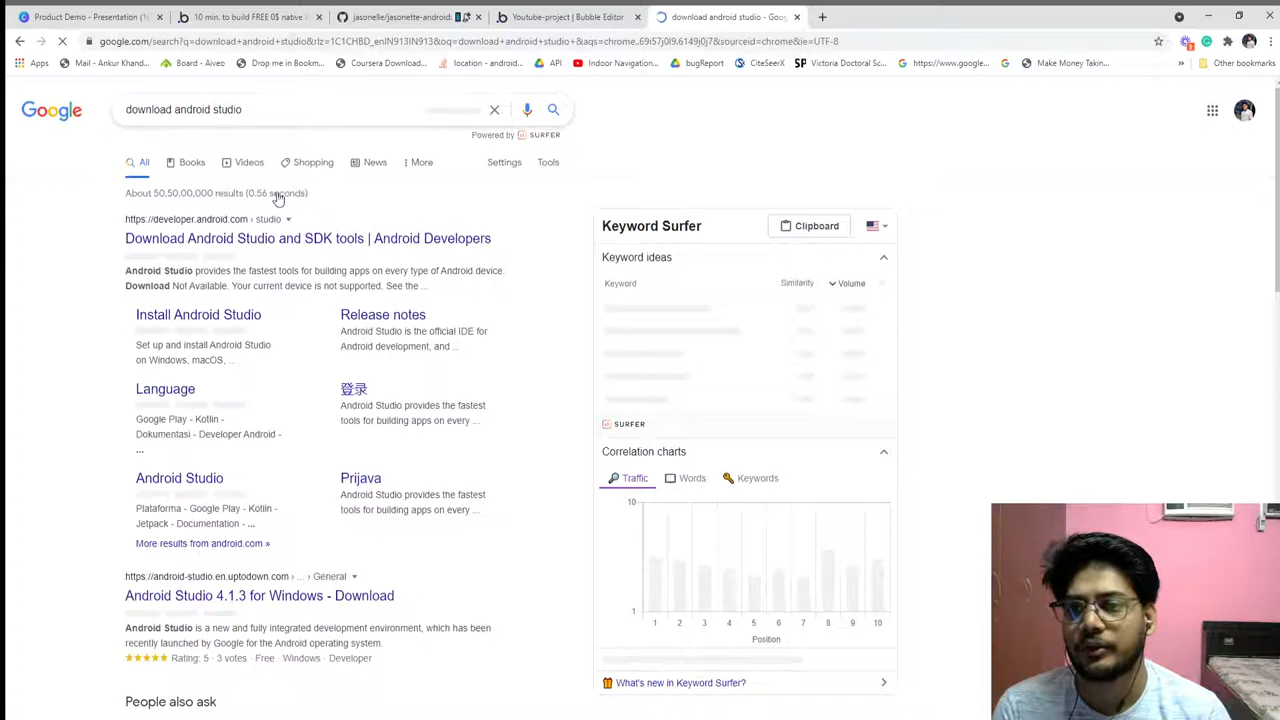 Product Demo - Presentation (16
10 min. to build FREE 0$ native A
jasonelle/jasonette-android:
Youtube-project | Bubble Editor
download android studio - Goog
google.com/search?q=download+android+studio&rlz=1C1CHBD_enIN913IN913&oq=download+android+studio+&aqs=chrome..69i57j0l9.6149j0j7&sourceid=chrome&ie=UTF-8
Apps
Mail - Ankur Khand...
Board - Aiveo
Drop me in Bookm...
Coursera Downloa...
location - android...
API
Indoor Navigation...
bugReport
CiteSeerX
Victoria Doctoral Sc...
https://www.google...
Make Money Takin...
Other bookmarks
Google
download android studio
Powered by SURFER
All
Books
Videos
Shopping
News
More
Settings
Tools
About 50,50,00,000 results (0.56 seconds)
https://developer.android.com › studio
Download Android Studio and SDK tools | Android Developers
Android Studio provides the fastest tools for building apps on every type of Android device.
Download Not Available. Your current device is not supported. See the ...
Install Android Studio
Set up and install Android Studio
on Windows, macOS, ...
Release notes
Android Studio is the official IDE for
Android development, and ...
Language
Google Play - Kotlin -
Dokumentasi - Developer Android -
...
登录
Android Studio provides the fastest
tools for building apps on every ...
Android Studio
Plataforma - Google Play - Kotlin -
Jetpack - Documentation - ...
Prijava
Android Studio provides the fastest
tools for building apps on every ...
More results from android.com »
https://android-studio.en.uptodown.com › ... › General
Android Studio 4.1.3 for Windows - Download
Android Studio is a new and fully integrated development environment, which has been
recently launched by Google for the Android operating system.
Rating: 5 · 3 votes · Free · Windows · Developer
People also ask
Keyword Surfer
Clipboard
Keyword ideas
Keyword
Similarity
Volume
SURFER
Correlation charts
Traffic
Words
Keywords
10
1
1 2 3 4 5 6 7 8 9 10
Position
What's new in Keyword Surfer?